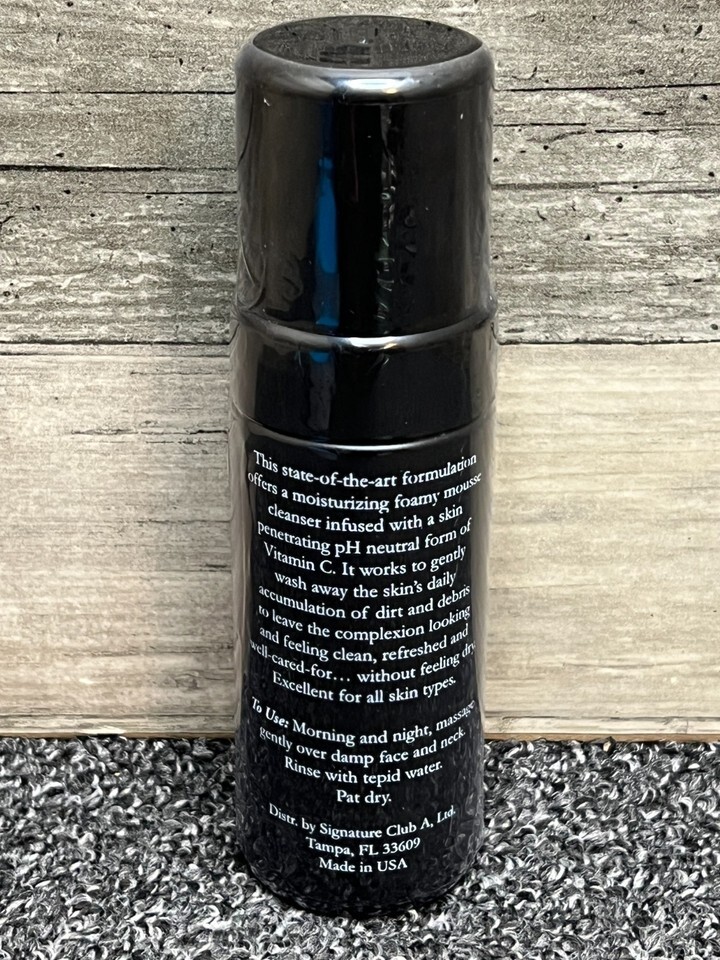 This state-of-the-art formulation
offers a moisturizing foamy mousse
cleanser infused with a skin
penetrating pH neutral form of
Vitamin C. It works to gently
wash away the skin's daily
accumulation of dirt and debris
to leave the complexion looking
and feeling clean, refreshed and
well-cared-for... without feeling dry.
Excellent for all skin types.
To Use: Morning and night, massage
gently over damp face and neck.
Rinse with tepid water.
Pat dry.
Distr. by Signature Club A, Ltd.
Tampa, FL 33609
Made in USA